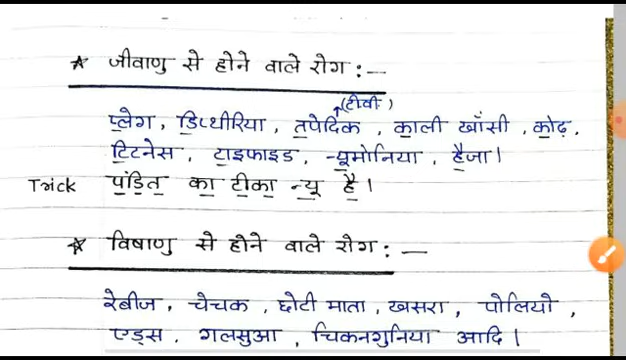 ☆ जीवाणु से होने वाले रोग : —
(टीबी)
प्लेग, डिप्थीरिया, तपेदिक, काली खाँसी, कोढ़,
टिटनेस, टाइफाइड, न्यूमोनिया, हैजा।
Trick पंडित का टीका न्यू है।
☆ विषाणु से होने वाले रोग : —
रेबीज, चेचक, छोटी माता, खसरा, पोलियो,
एड्स, गलसुआ, चिकनगुनिया आदि।